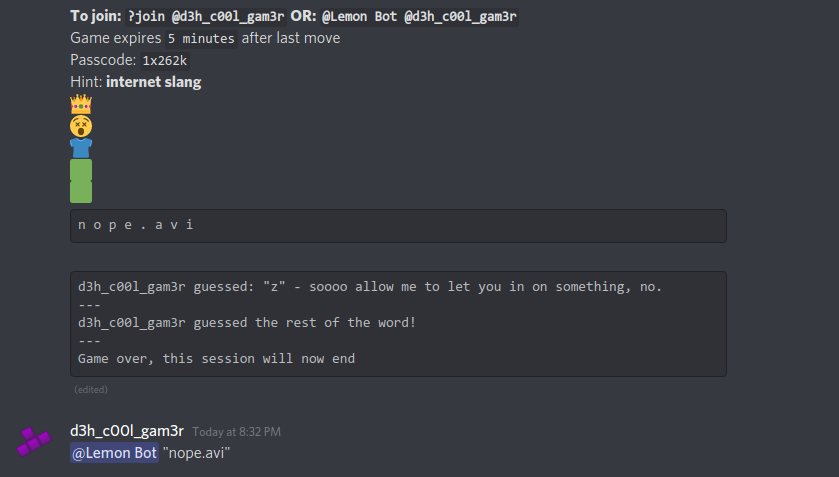 To join: ?join @d3h_c00l_gam3r OR: @Lemon Bot @d3h_c00l_gam3r
Game expires 5 minutes after last move
Passcode: 1x262k
Hint: internet slang
n o p e . a v i
d3h_c00l_gam3r guessed: "z" - soooo allow me to let you in on something, no.
---
d3h_c00l_gam3r guessed the rest of the word!
---
Game over, this session will now end
(edited)
d3h_c00l_gam3r Today at 8:32 PM
@Lemon Bot "nope.avi"